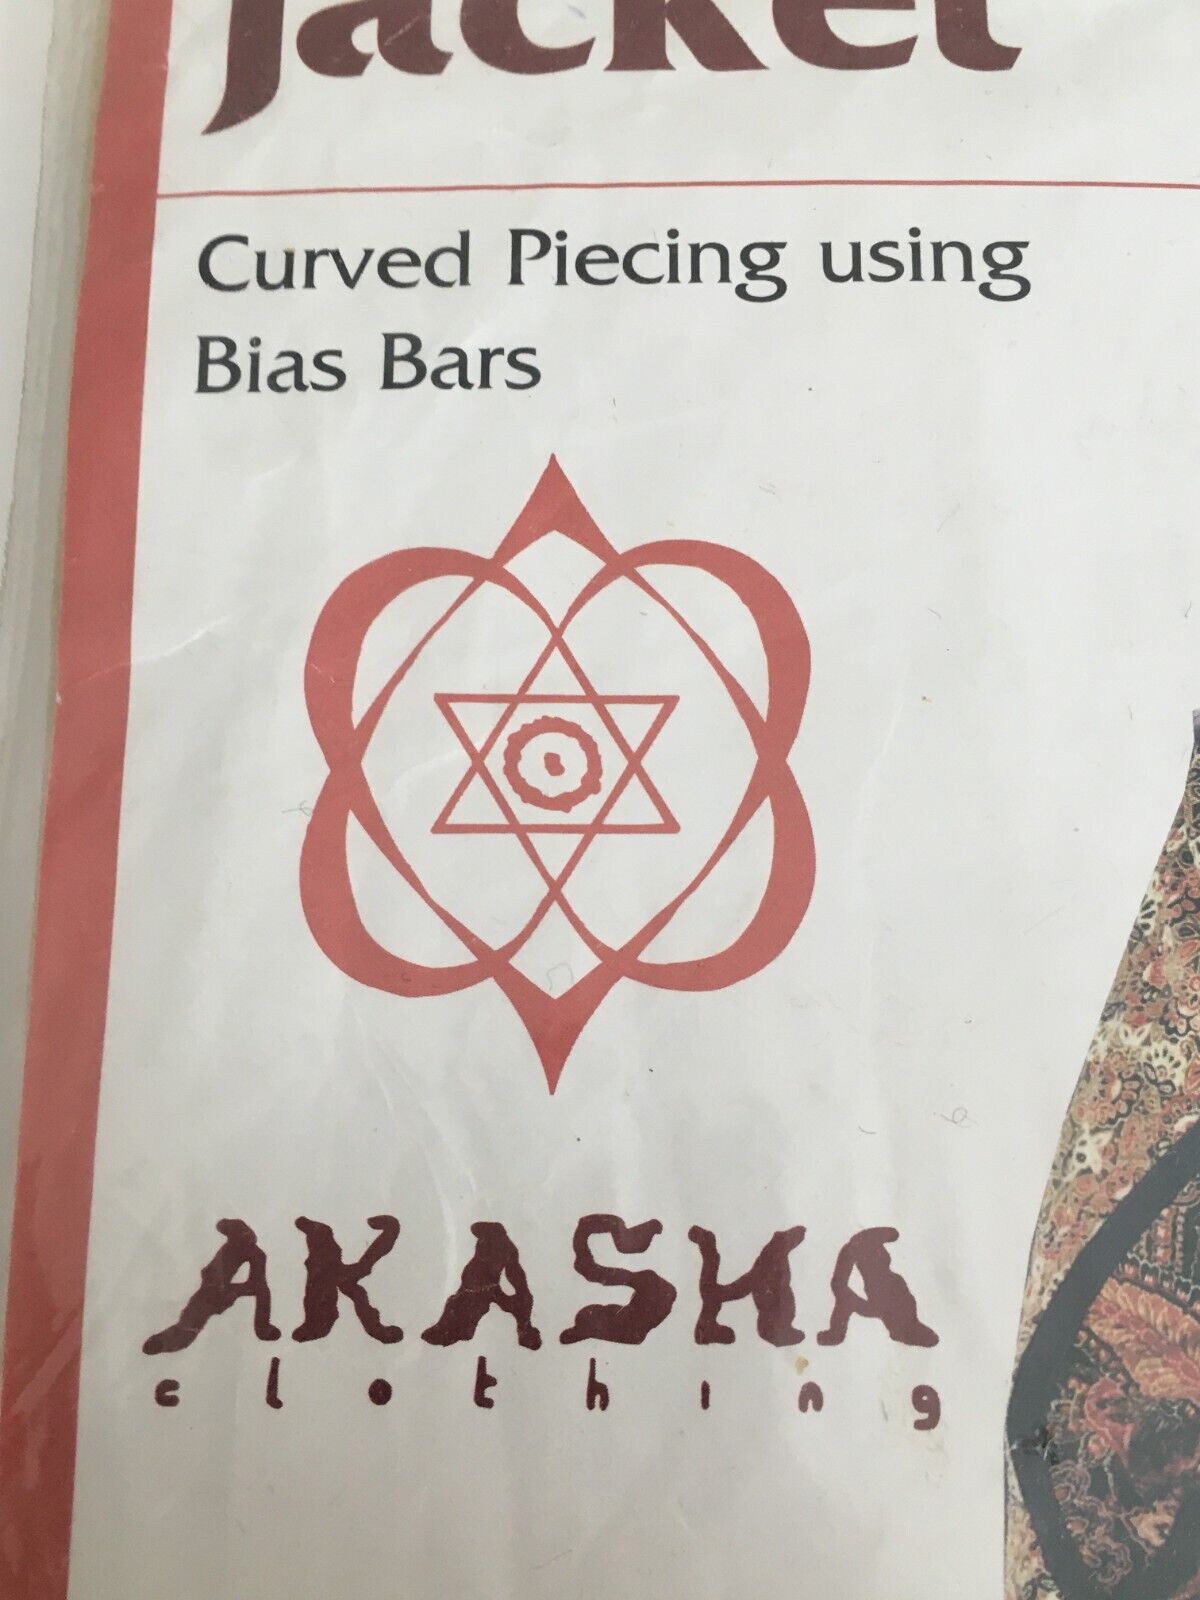 Jacket
Curved Piecing using
Bias Bars
AKASHA
clothing